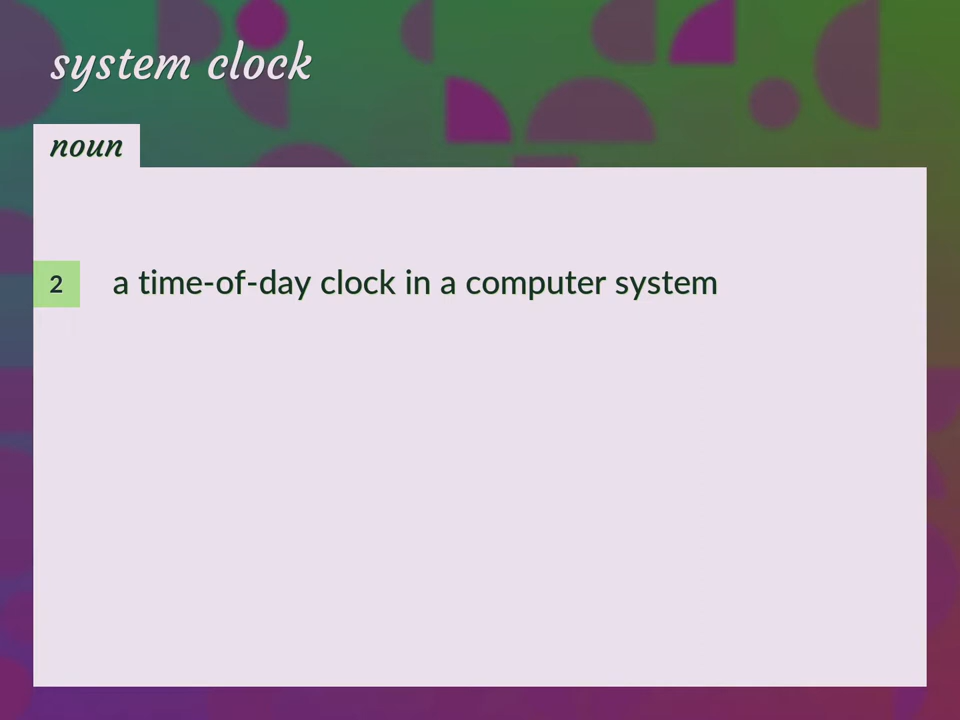 system clock
noun
2 a time-of-day clock in a computer system